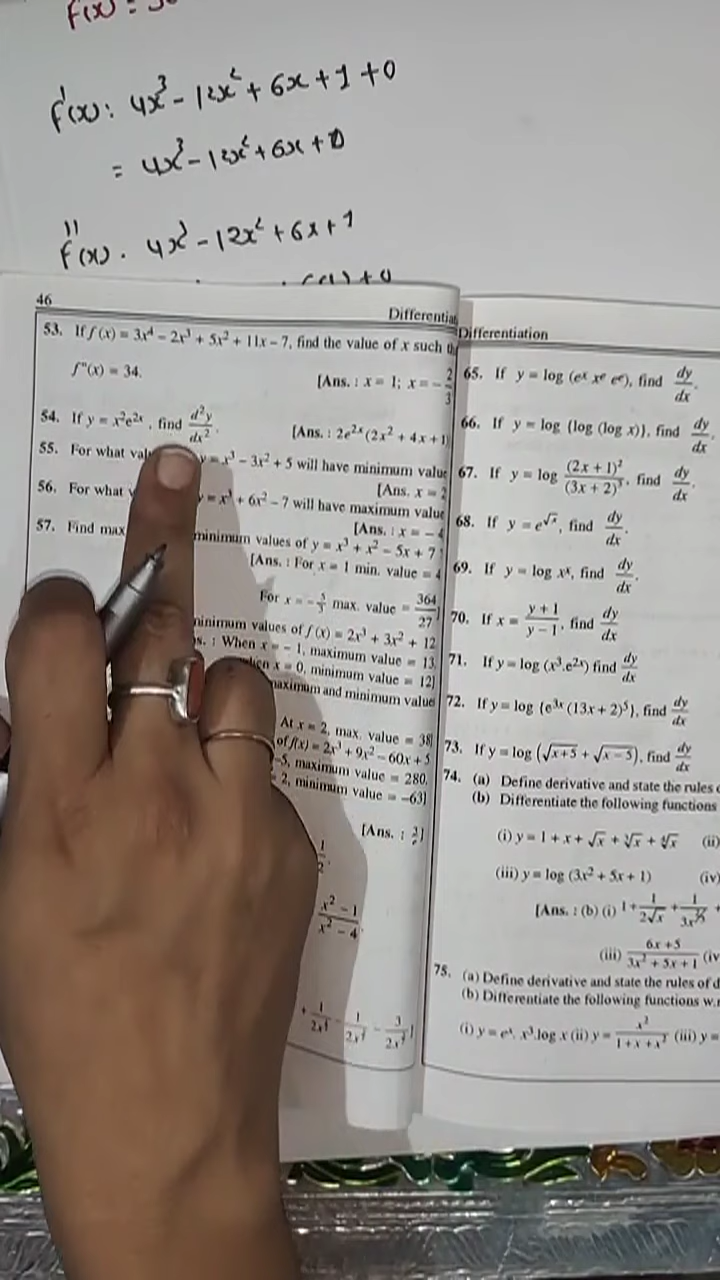 f(x) :
f'(x) : 4x³ - 12x² + 6x + 1 + 0
= 4x³ - 12x² + 6x + 0
f''(x) . 4x³ - 12x² + 6x + 1
46
Differentia
53. If f(x) = 3x⁴ – 2x³ + 5x² + 11x – 7, find the value of x such th
f''(x) = 34.
[Ans. : x = 1; x = – 2/3
54. If y = x²e²ˣ, find d²y/dx².
[Ans. : 2e²ˣ (2x² + 4x + 1)
55. For what val y = x³ – 3x² + 5 will have minimum value
[Ans. x = 2
56. For what y = x³ + 6x² – 7 will have maximum value
[Ans. : x = – 4
57. Find max minimum values of y = x³ + x² – 5x + 7
[Ans. : For x = 1 min. value = 4
For x = – 5/3 max. value = 364/27]
minimum values of f(x) = 2x³ + 3x² + 12
s. : When x = – 1, maximum value = 13,
when x = 0, minimum value = 12]
maximum and minimum value
At x = 2, max. value = 38]
of f(x) = 2x³ + 9x² – 60x + 5
–5, maximum value = 280,
= 2, minimum value = –63]
[Ans. :
1/2.
x² – 1/x² – 4.
Differentiation
65. If y = log (eˣ xᵉ eᵉ), find dy/dx.
66. If y = log {log (log x)}, find dy/dx.
67. If y = log (2x + 1)²/(3x + 2)³, find dy/dx.
68. If y = e^√x, find dy/dx.
69. If y = log xˣ, find dy/dx.
70. If x = y + 1/y – 1, find dy/dx
71. If y = log (x³.e²ˣ) find dy/dx
72. If y = log {e³ˣ (13x + 2)⁵}, find dy/dx
73. If y = log (√x+5 + √x – 5), find dy/dx
74. (a) Define derivative and state the rules
(b) Differentiate the following functions
(i) y = 1 + x + √x + ∛x + ∜x (ii)
(iii) y = log (3x² + 5x + 1) (iv)
[Ans. : (b) (i) 1 + 1/2√x +
(iii) 6x + 5/3x² + 5x + 1 (iv
75. (a) Define derivative and state the rules of d
(b) Differentiate the following functions w.r
(i) y = eˣ. x³.log x (ii) y = x²/1 + x + x² (iii) y =